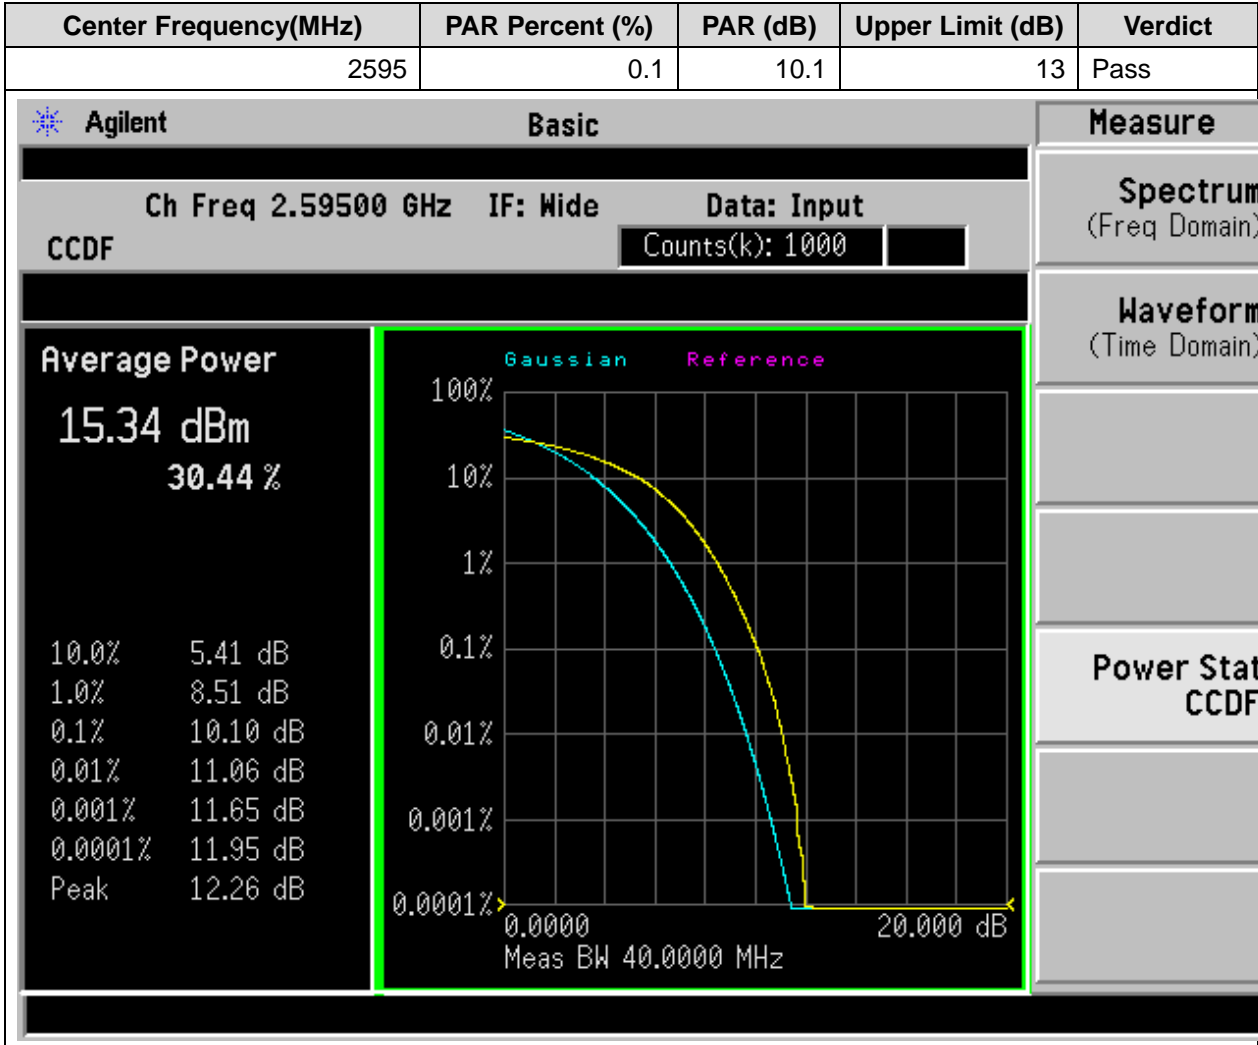 Center Frequency(MHz) PAR Percent (%) PAR (dB) Upper Limit (dB) Verdict
2595 0.1 10.1 13 Pass
Agilent Basic Measure
Ch Freq 2.59500 GHz IF: Wide Data: Input
CCDF Counts(k): 1000
Spectrum
(Freq Domain)
Waveform
(Time Domain)
Power Stat
CCDF
Average Power
15.34 dBm
30.44 %
10.0% 5.41 dB
1.0% 8.51 dB
0.1% 10.10 dB
0.01% 11.06 dB
0.001% 11.65 dB
0.0001% 11.95 dB
Peak 12.26 dB
Gaussian Reference
100%
10%
1%
0.1%
0.01%
0.001%
0.0001%
0.0000 20.000 dB
Meas BW 40.0000 MHz